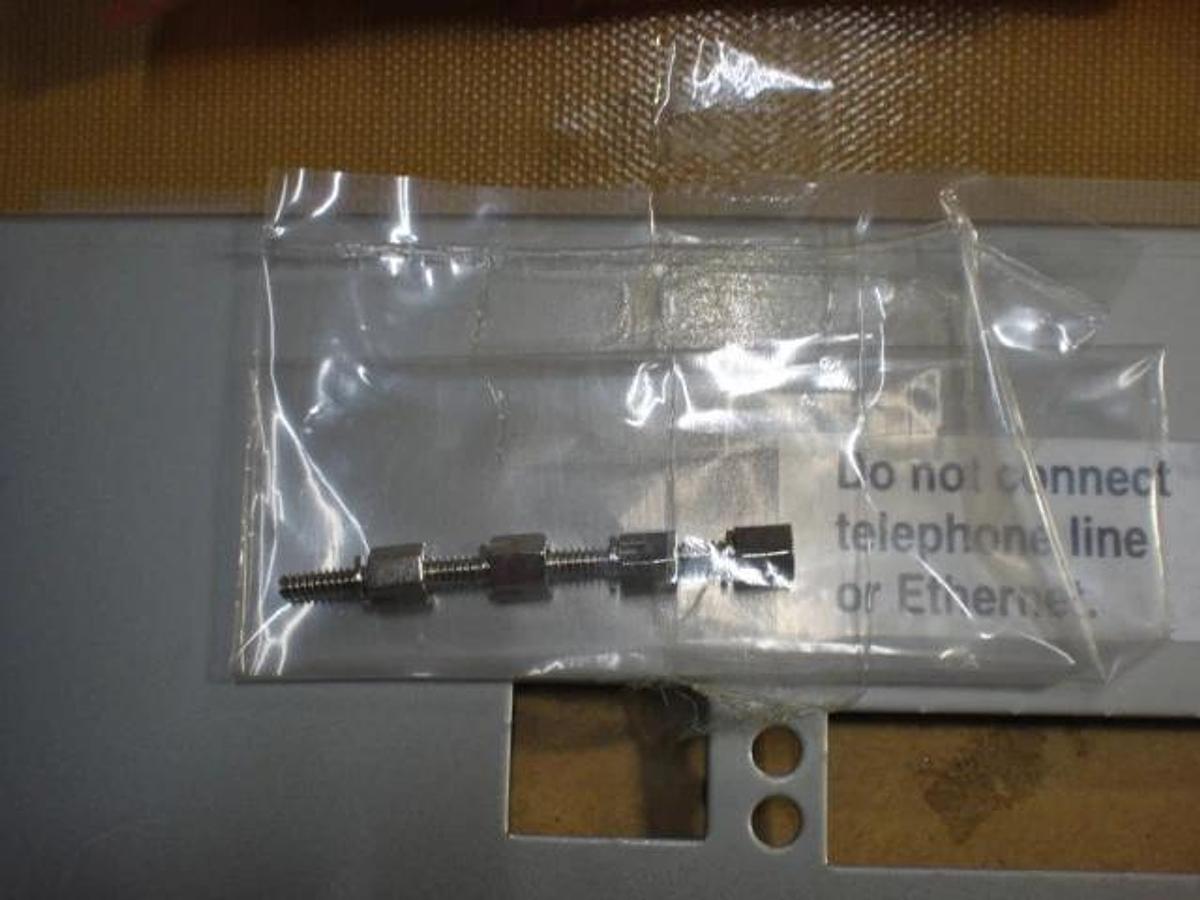 Do not connect
telephone line
or Ethernet.